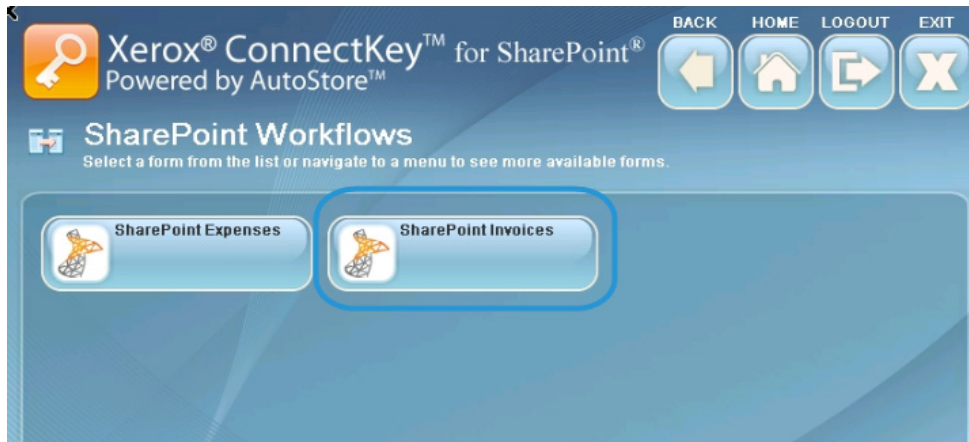 BACK HOME LOGOUT EXIT
Xerox® ConnectKey™ for SharePoint®
Powered by AutoStore™
SharePoint Workflows
Select a form from the list or navigate to a menu to see more available forms.
SharePoint Expenses
SharePoint Invoices